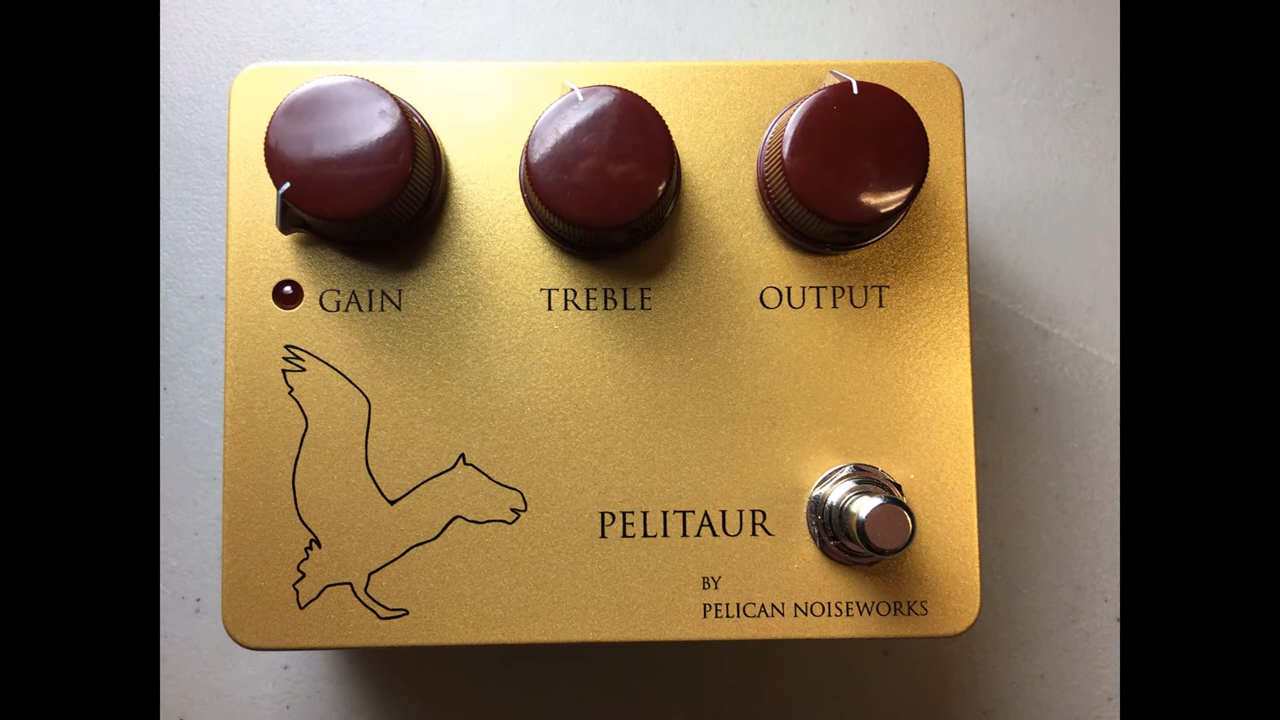 GAIN
TREBLE
OUTPUT
PELITAUR
BY
PELICAN NOISEWORKS